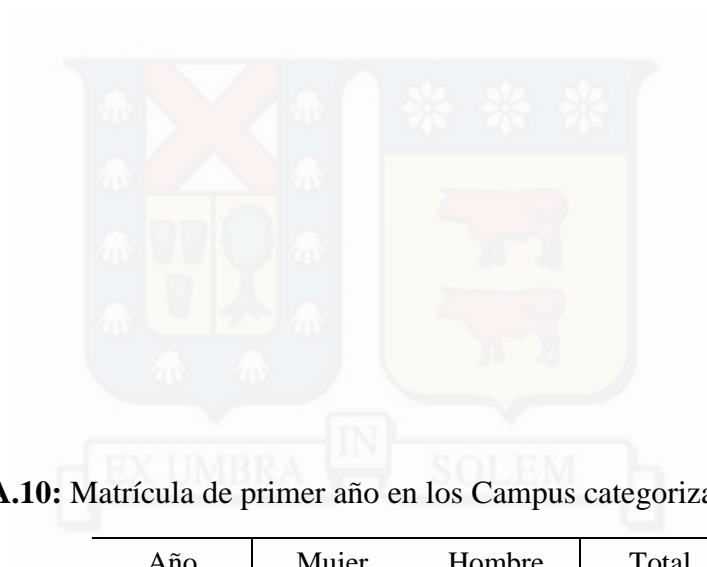 IN
EX UMBRA SOLEM
A.10: Matrícula de primer año en los Campus categoriza
Año Mujer Hombre Total